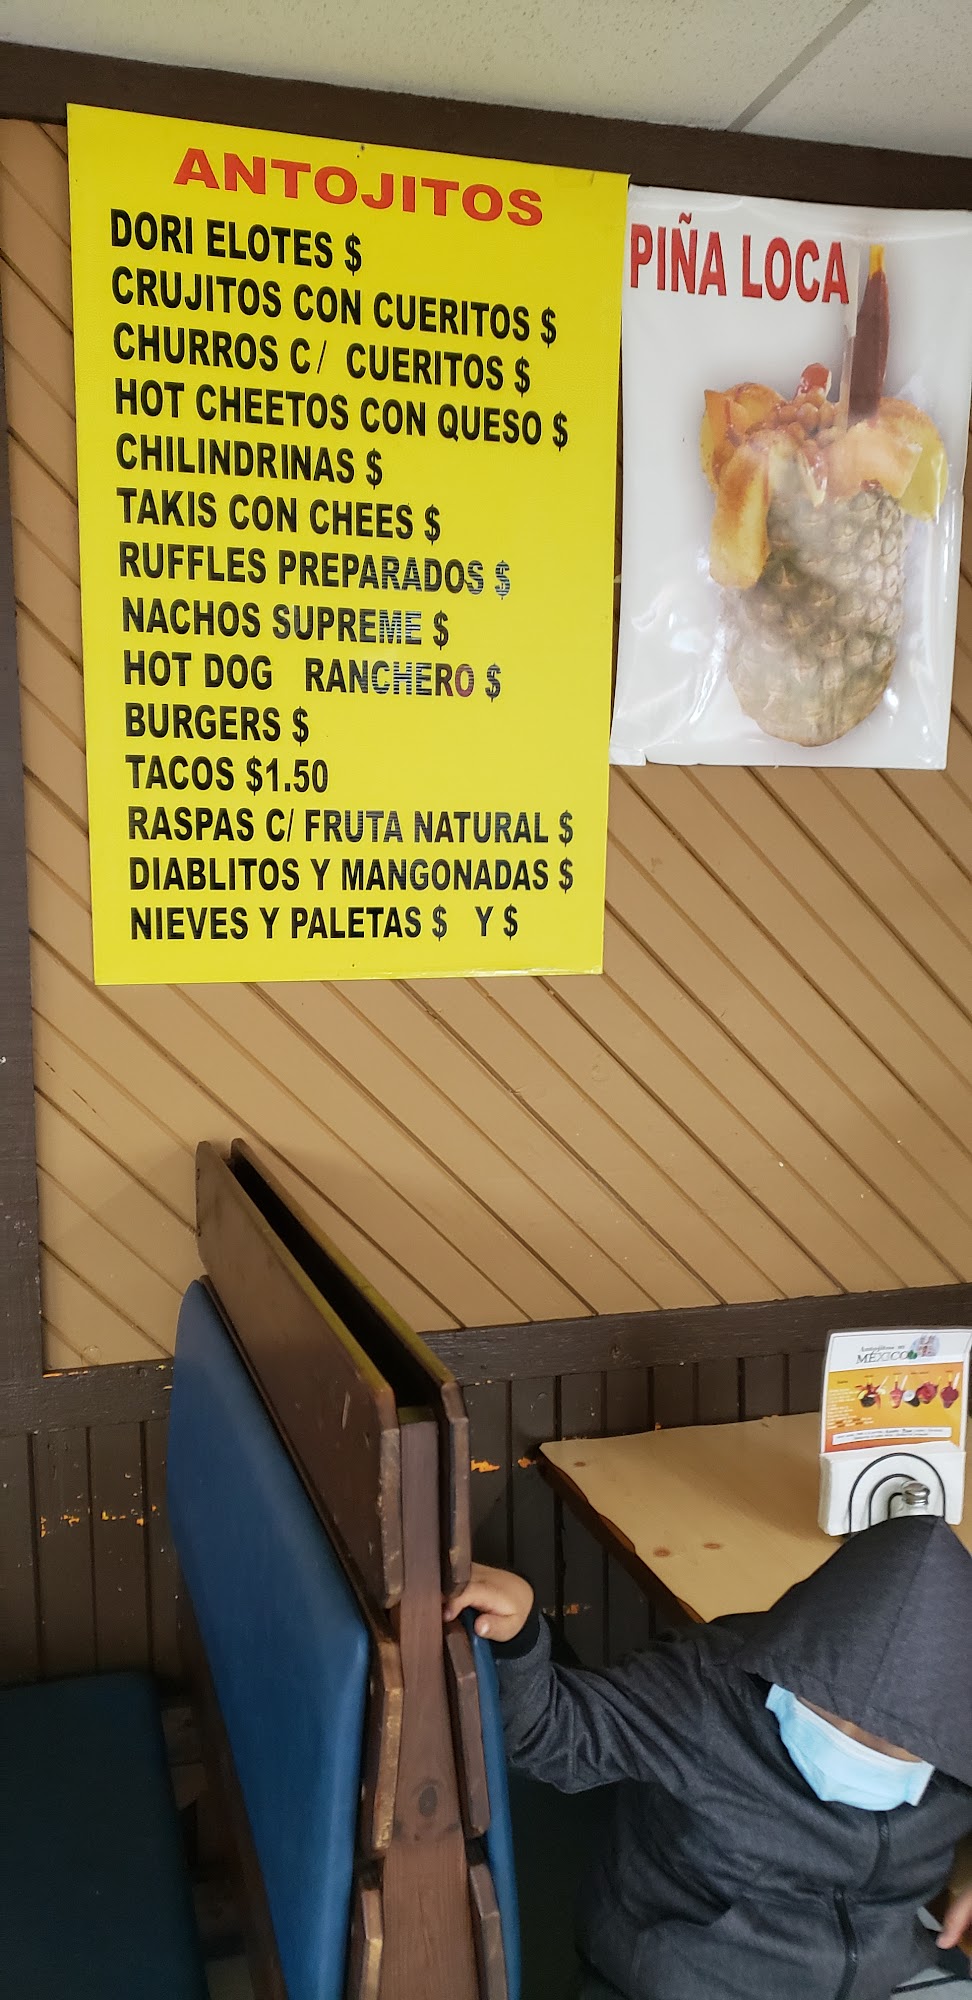 ANTOJITOS
DORI ELOTES $
CRUJITOS CON CUERITOS $
CHURROS C/ CUERITOS $
HOT CHEETOS CON QUESO $
CHILINDRINAS $
TAKIS CON CHEES $
RUFFLES PREPARADOS $
NACHOS SUPREME $
HOT DOG RANCHERO $
BURGERS $
TACOS $1.50
RASPAS C/ FRUTA NATURAL $
DIABLITOS Y MANGONADAS $
NIEVES Y PALETAS $ Y $
PIÑA LOCA
MÉXICO